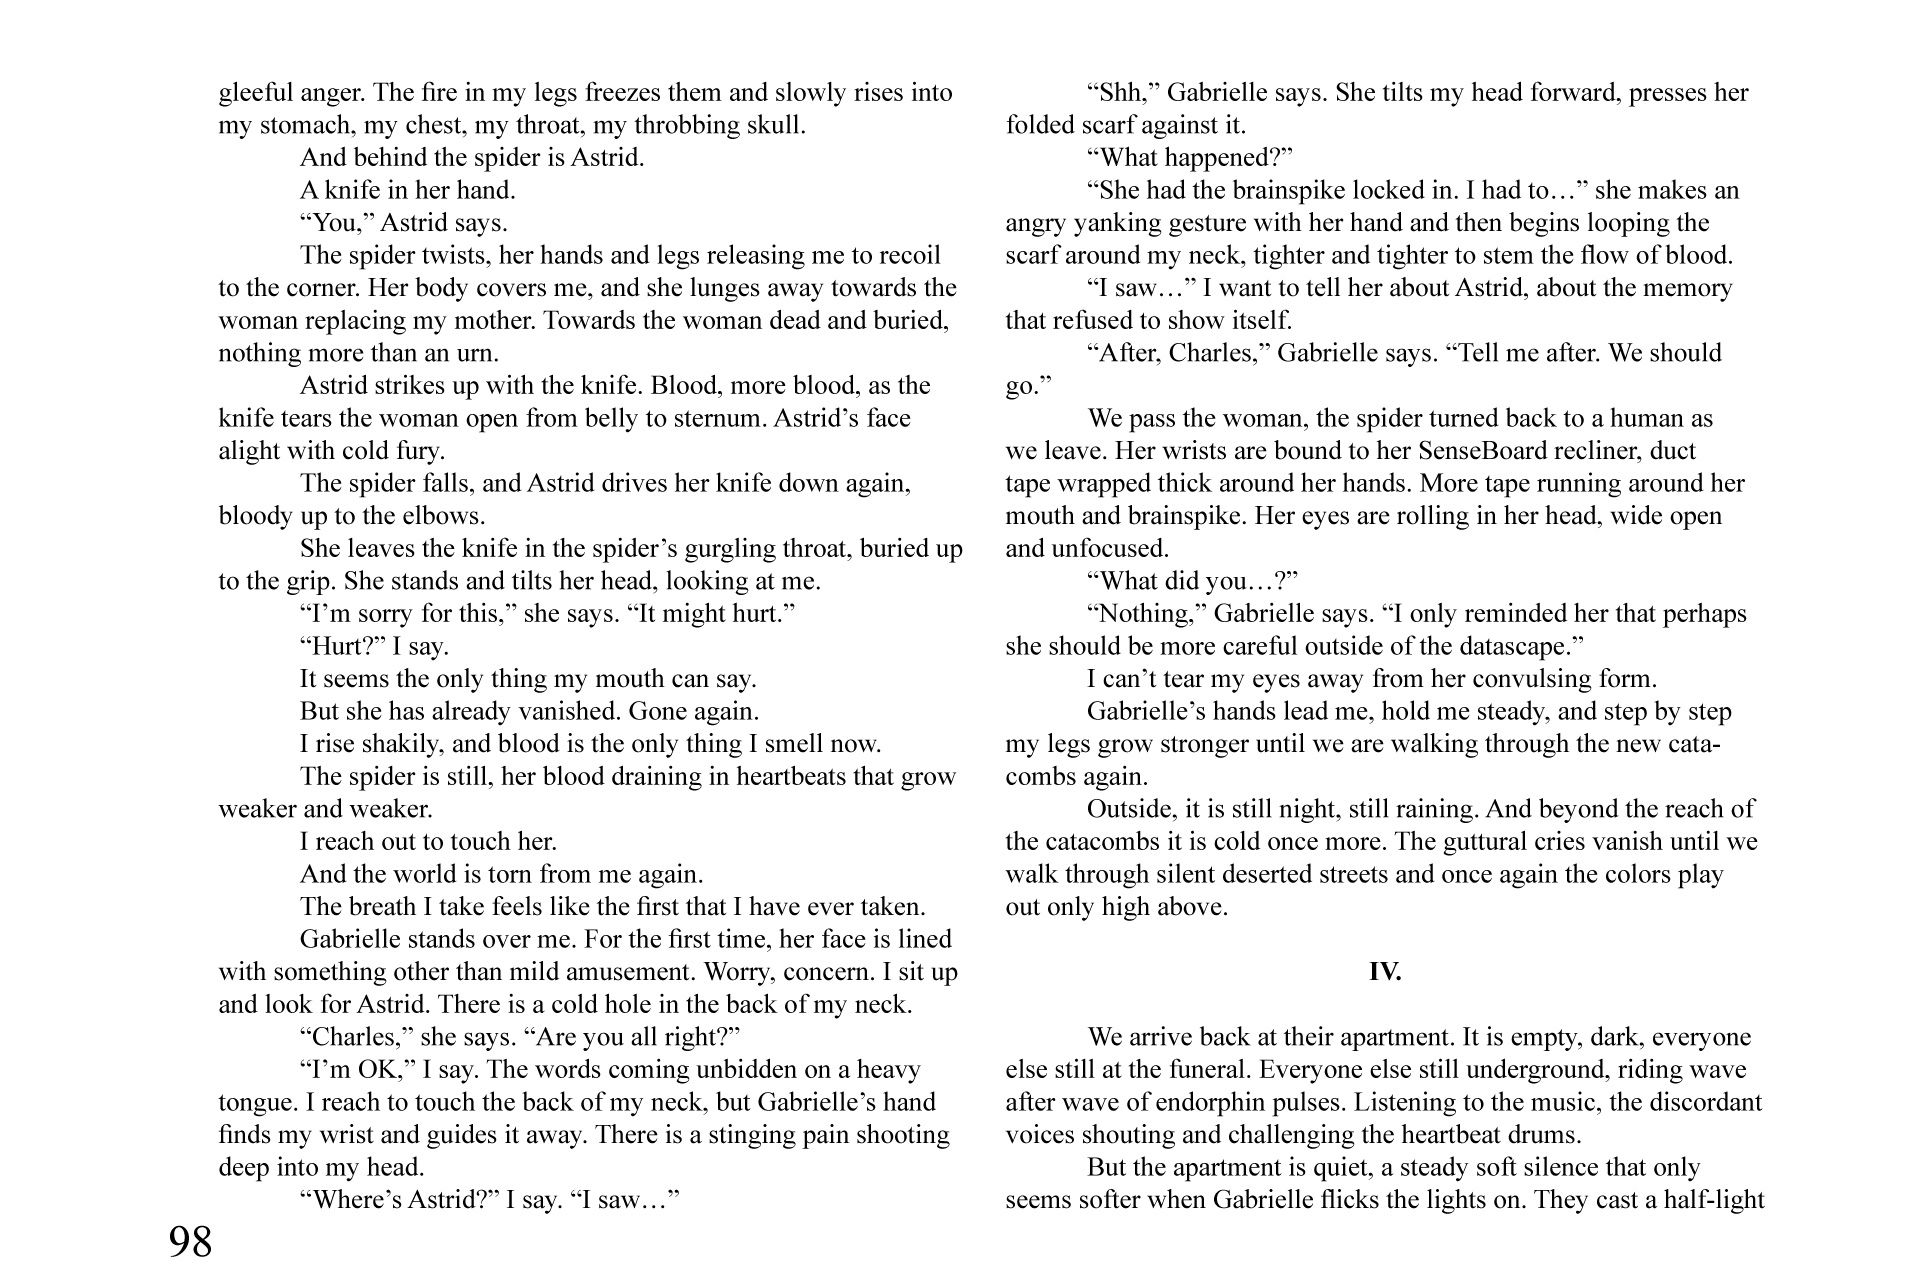 gleeful anger. The fire in my legs freezes them and slowly rises into
my stomach, my chest, my throat, my throbbing skull.
And behind the spider is Astrid.
A knife in her hand.
“You,” Astrid says.
The spider twists, her hands and legs releasing me to recoil
to the corner. Her body covers me, and she lunges away towards the
woman replacing my mother. Towards the woman dead and buried,
nothing more than an urn.
Astrid strikes up with the knife. Blood, more blood, as the
knife tears the woman open from belly to sternum. Astrid’s face
alight with cold fury.
The spider falls, and Astrid drives her knife down again,
bloody up to the elbows.
She leaves the knife in the spider’s gurgling throat, buried up
to the grip. She stands and tilts her head, looking at me.
“I’m sorry for this,” she says. “It might hurt.”
“Hurt?” I say.
It seems the only thing my mouth can say.
But she has already vanished. Gone again.
I rise shakily, and blood is the only thing I smell now.
The spider is still, her blood draining in heartbeats that grow
weaker and weaker.
I reach out to touch her.
And the world is torn from me again.
The breath I take feels like the first that I have ever taken.
Gabrielle stands over me. For the first time, her face is lined
with something other than mild amusement. Worry, concern. I sit up
and look for Astrid. There is a cold hole in the back of my neck.
“Charles,” she says. “Are you all right?”
“I’m OK,” I say. The words coming unbidden on a heavy
tongue. I reach to touch the back of my neck, but Gabrielle’s hand
finds my wrist and guides it away. There is a stinging pain shooting
deep into my head.
“Where’s Astrid?” I say. “I saw…”
98
“Shh,” Gabrielle says. She tilts my head forward, presses her
folded scarf against it.
“What happened?”
“She had the brainspike locked in. I had to…” she makes an
angry yanking gesture with her hand and then begins looping the
scarf around my neck, tighter and tighter to stem the flow of blood.
“I saw…” I want to tell her about Astrid, about the memory
that refused to show itself.
“After, Charles,” Gabrielle says. “Tell me after. We should
go.”
We pass the woman, the spider turned back to a human as
we leave. Her wrists are bound to her SenseBoard recliner, duct
tape wrapped thick around her hands. More tape running around her
mouth and brainspike. Her eyes are rolling in her head, wide open
and unfocused.
“What did you…?”
“Nothing,” Gabrielle says. “I only reminded her that perhaps
she should be more careful outside of the datascape.”
I can’t tear my eyes away from her convulsing form.
Gabrielle’s hands lead me, hold me steady, and step by step
my legs grow stronger until we are walking through the new cata-
combs again.
Outside, it is still night, still raining. And beyond the reach of
the catacombs it is cold once more. The guttural cries vanish until we
walk through silent deserted streets and once again the colors play
out only high above.
IV.
We arrive back at their apartment. It is empty, dark, everyone
else still at the funeral. Everyone else still underground, riding wave
after wave of endorphin pulses. Listening to the music, the discordant
voices shouting and challenging the heartbeat drums.
But the apartment is quiet, a steady soft silence that only
seems softer when Gabrielle flicks the lights on. They cast a half-light